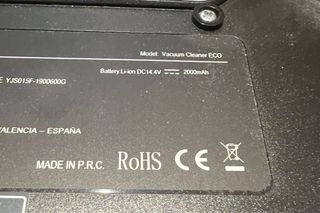 Model: Vacuum Cleaner ECO
Battery:Li-ion DC14.4V 2000mAh
E YJS015F-1900600G
VALENCIA – ESPAÑA
MADE IN P.R.C. RoHS CE